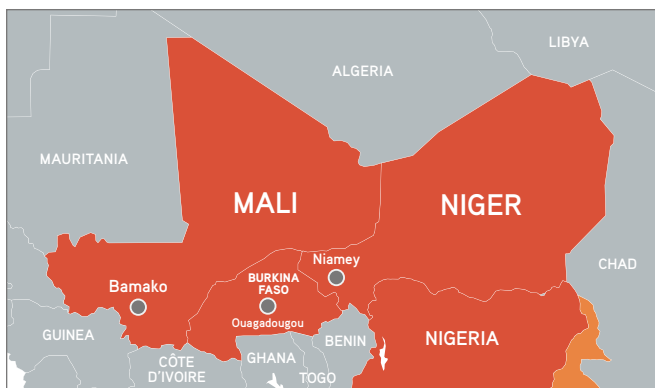 LIBYA
ALGERIA
MAURITANIA
MALI
NIGER
Niamey
CHAD
BURKINA
FASO
Bamako
Ouagadougou
GUINEA
BENIN
NIGERIA
CÔTE
D'IVOIRE
GHANA
TOGO